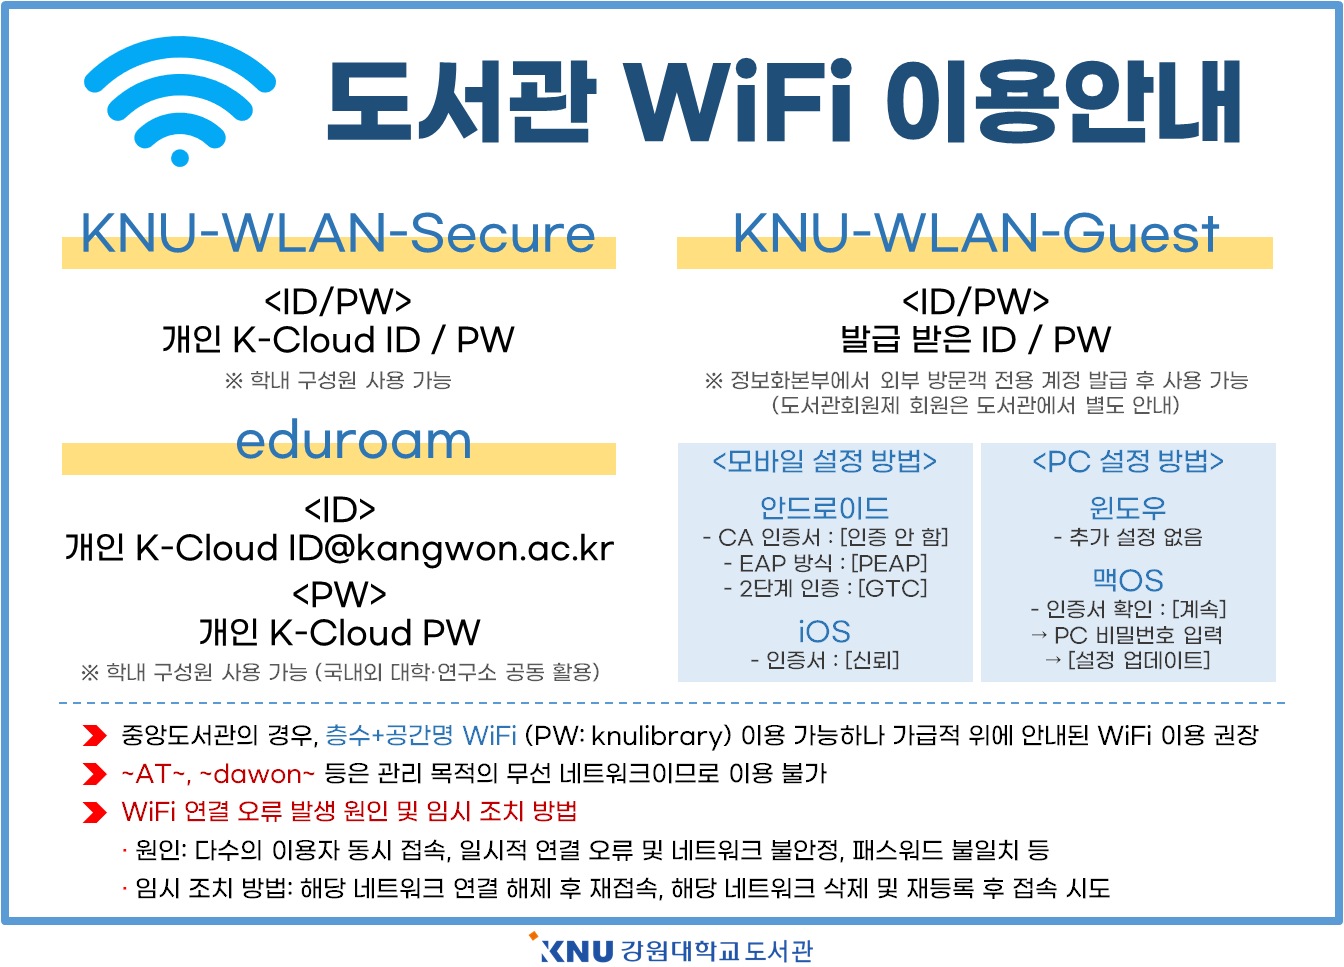 도서관 WiFi 이용안내
KNU-WLAN-Secure
<ID/PW>
개인 K-Cloud ID / PW
※ 학내 구성원 사용 가능
eduroam
<ID>
개인 K-Cloud ID@kangwon.ac.kr
<PW>
개인 K-Cloud PW
※ 학내 구성원 사용 가능 (국내외 대학·연구소 공동 활용)
KNU-WLAN-Guest
<ID/PW>
발급 받은 ID / PW
※ 정보화본부에서 외부 방문객 전용 계정 발급 후 사용 가능
(도서관회원제 회원은 도서관에서 별도 안내)
<모바일 설정 방법>
안드로이드
- CA 인증서 : [인증 안 함]
- EAP 방식 : [PEAP]
- 2단계 인증 : [GTC]
iOS
- 인증서 : [신뢰]
<PC 설정 방법>
윈도우
- 추가 설정 없음
맥OS
- 인증서 확인 : [계속]
→ PC 비밀번호 입력
→ [설정 업데이트]
중앙도서관의 경우, 층수+공간명 WiFi (PW: knulibrary) 이용 가능하나 가급적 위에 안내된 WiFi 이용 권장
~AT~, ~dawon~ 등은 관리 목적의 무선 네트워크이므로 이용 불가
WiFi 연결 오류 발생 원인 및 임시 조치 방법
· 원인: 다수의 이용자 동시 접속, 일시적 연결 오류 및 네트워크 불안정, 패스워드 불일치 등
· 임시 조치 방법: 해당 네트워크 연결 해제 후 재접속, 해당 네트워크 삭제 및 재등록 후 접속 시도
KNU 강원대학교도서관